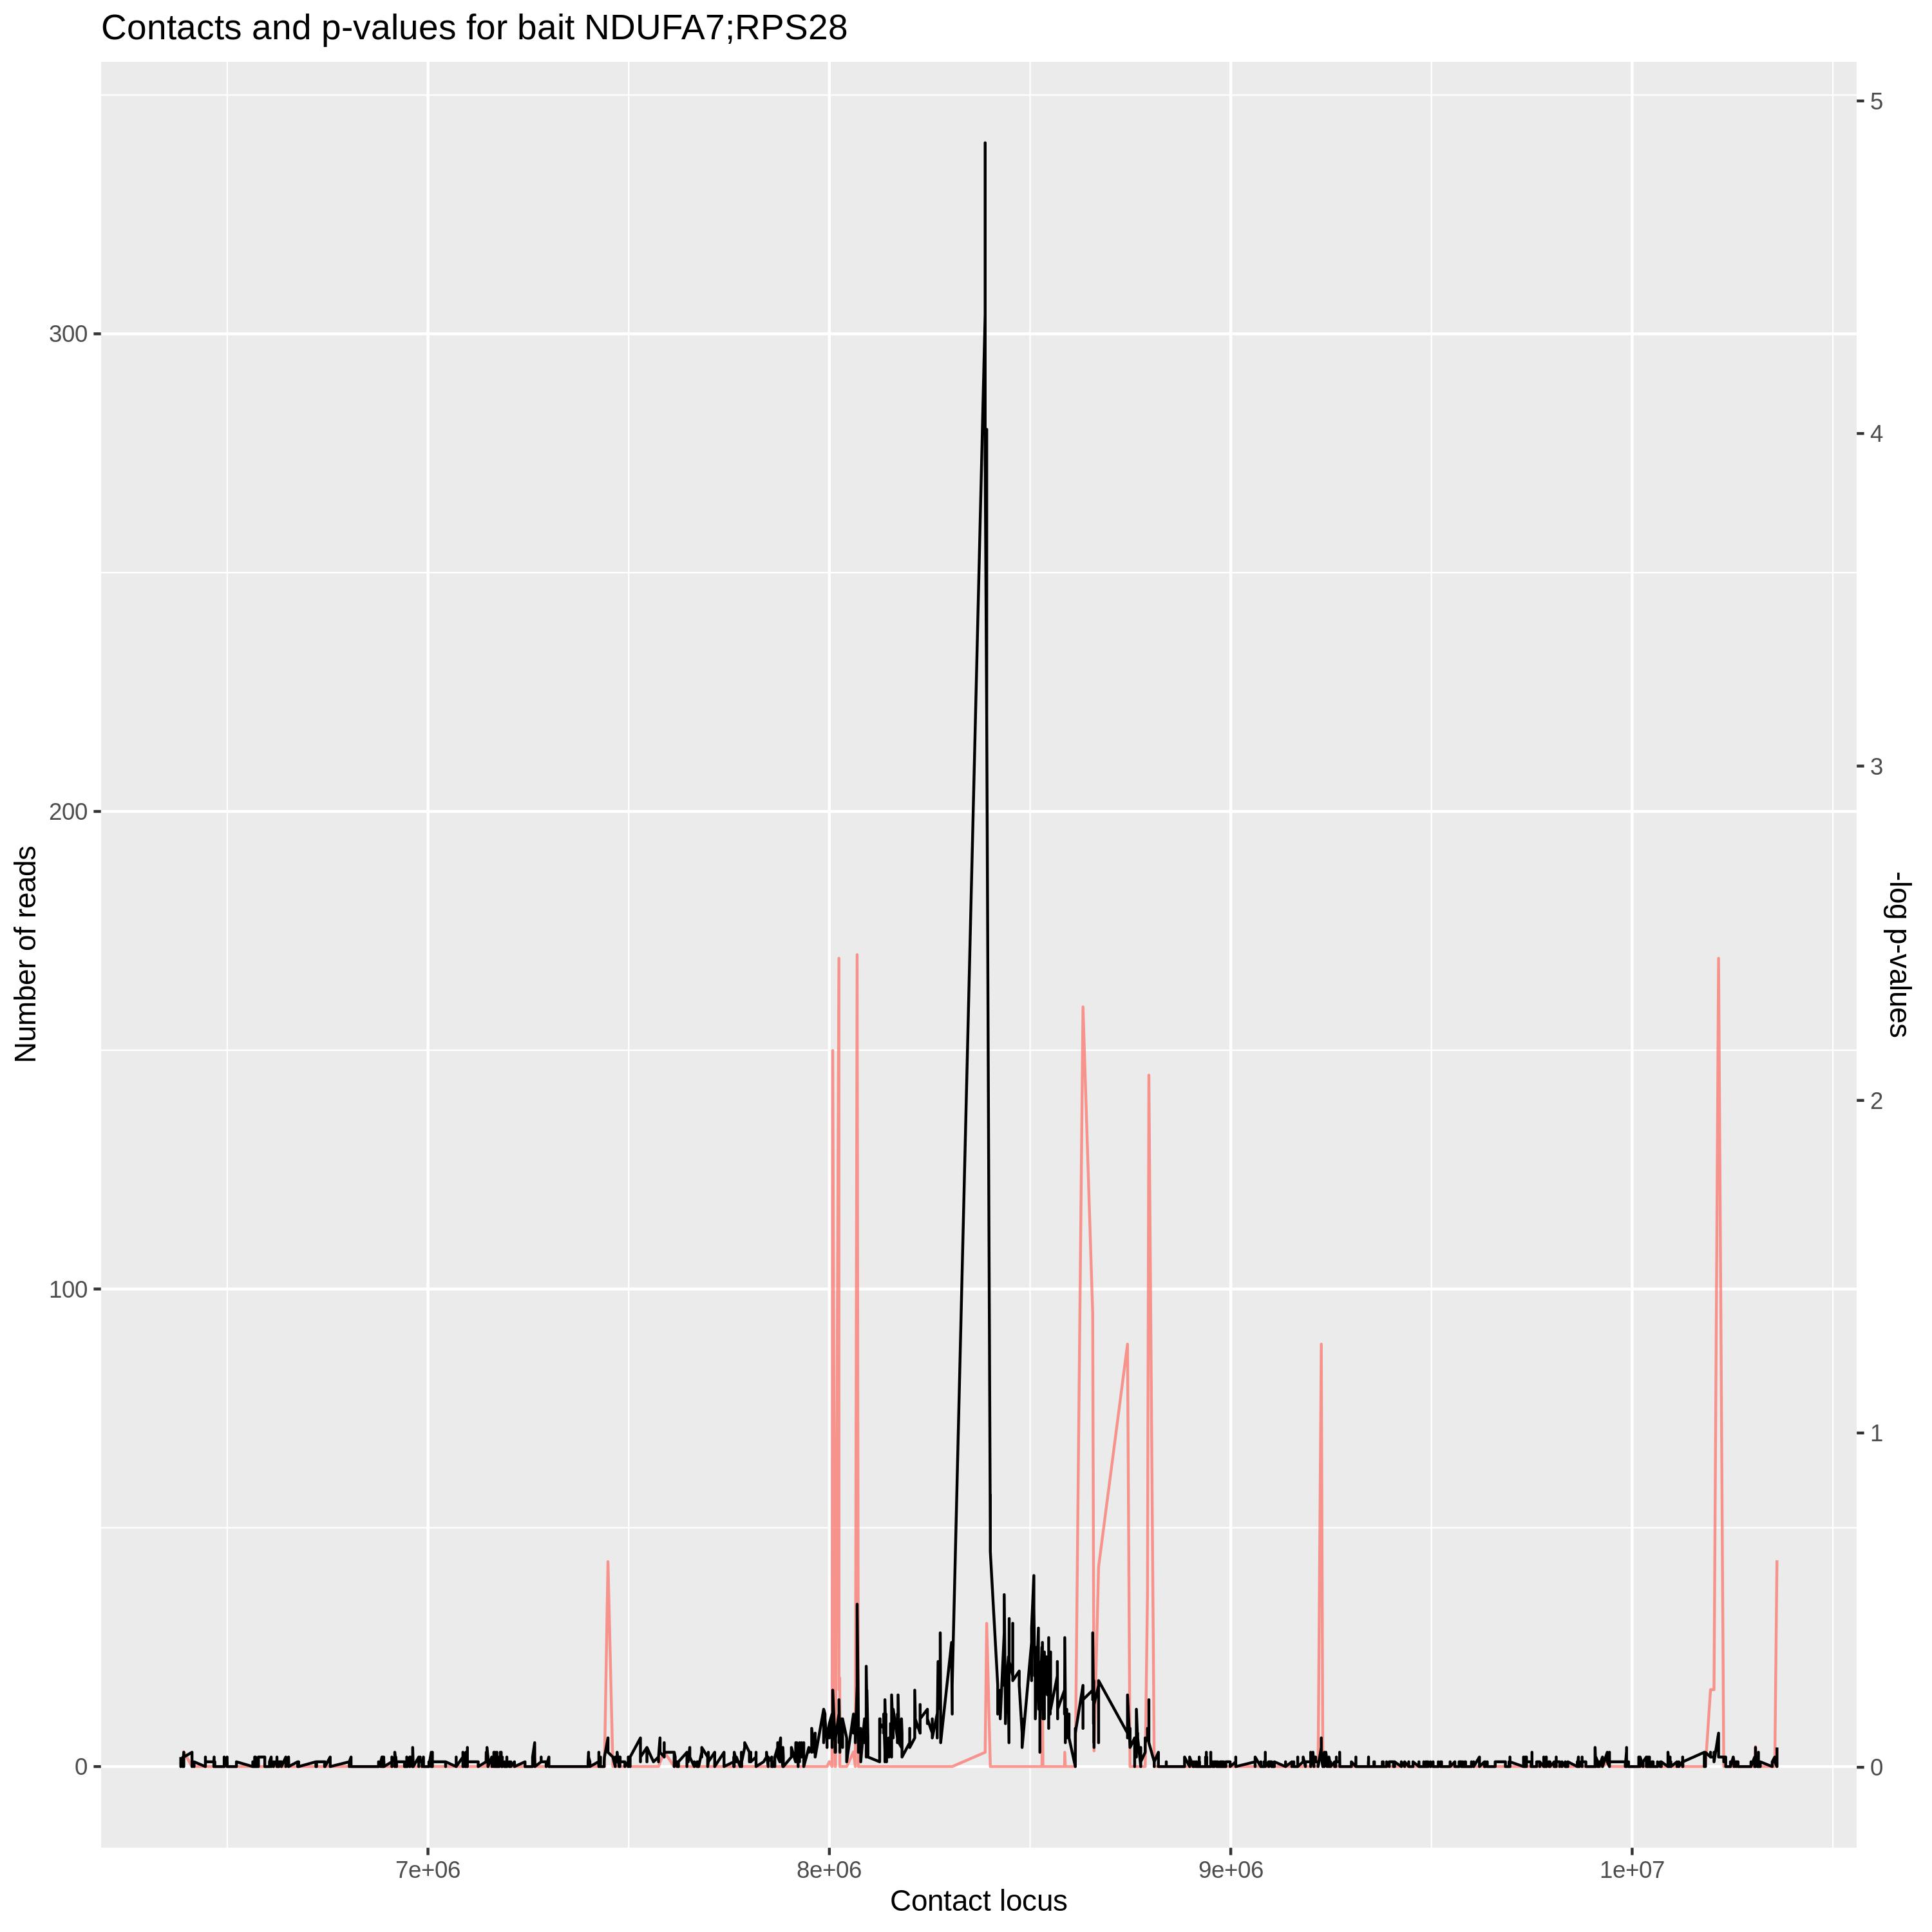 Contacts and p-values for bait NDUFA7;RPS28
Number of reads
300
200
100
0
5
4
3
2
1
0
-log p-values
7e+06
8e+06
9e+06
1e+07
Contact locus